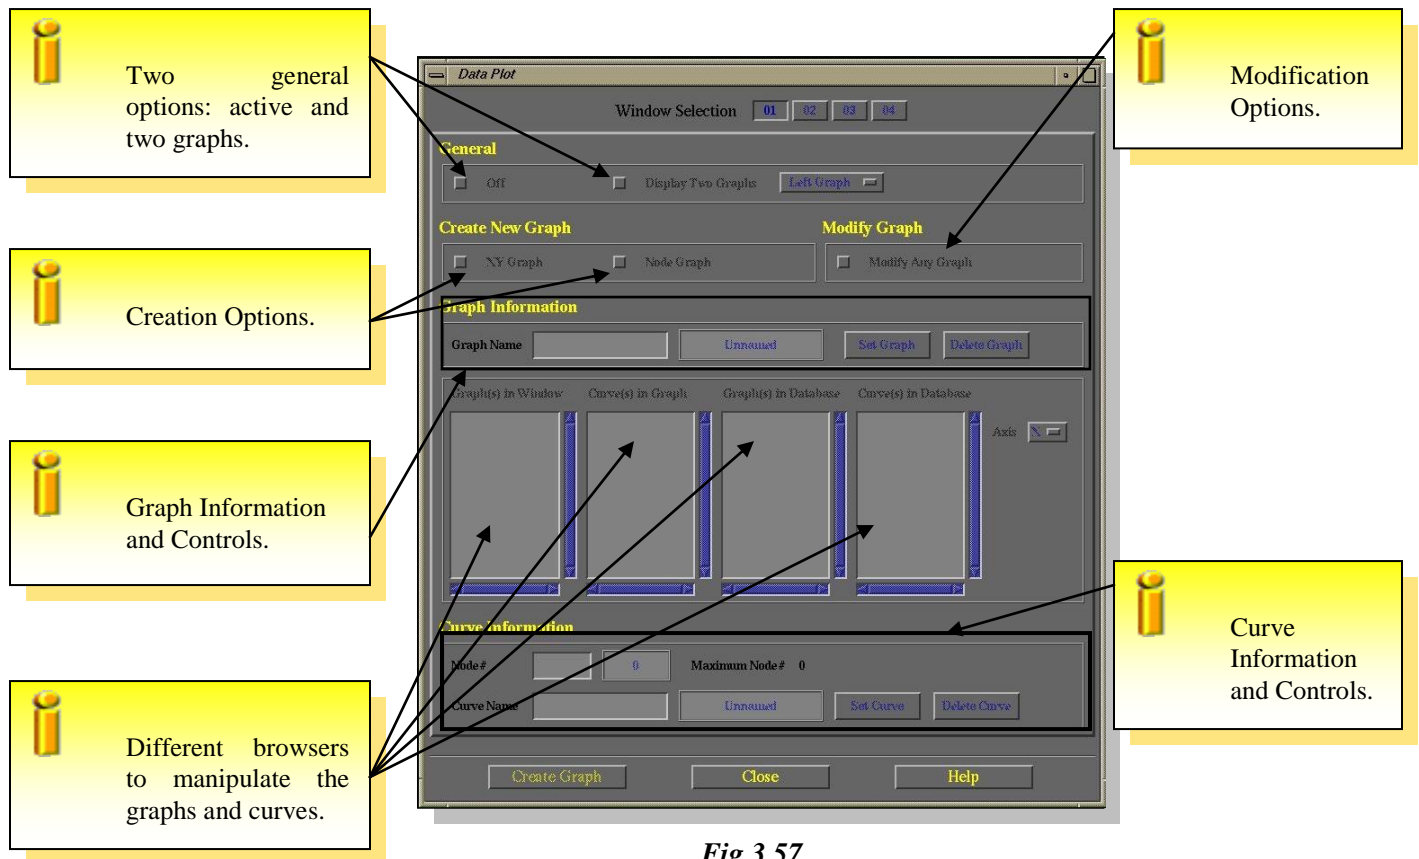 Two general
options: active and
two graphs.
Creation Options.
Graph Information
and Controls.
Different browsers
to manipulate the
graphs and curves.
Data Plot
Window Selection 01 02 03 04
General
Off Display Two Graphs Left Graph
Create New Graph Modify Graph
XY Graph Node Graph Modify Any Graph
Graph Information
Graph Name Unnamed Set Graph Delete Graph
Graph(s) in Window Curve(s) in Graph Graph(s) in Database Curve(s) in Database
Axis X
Curve Information
Node # 0 Maximum Node # 0
Curve Name Unnamed Set Curve Delete Curve
Create Graph Close Help
Modification
Options.
Curve
Information
and Controls.
Fig 3.57